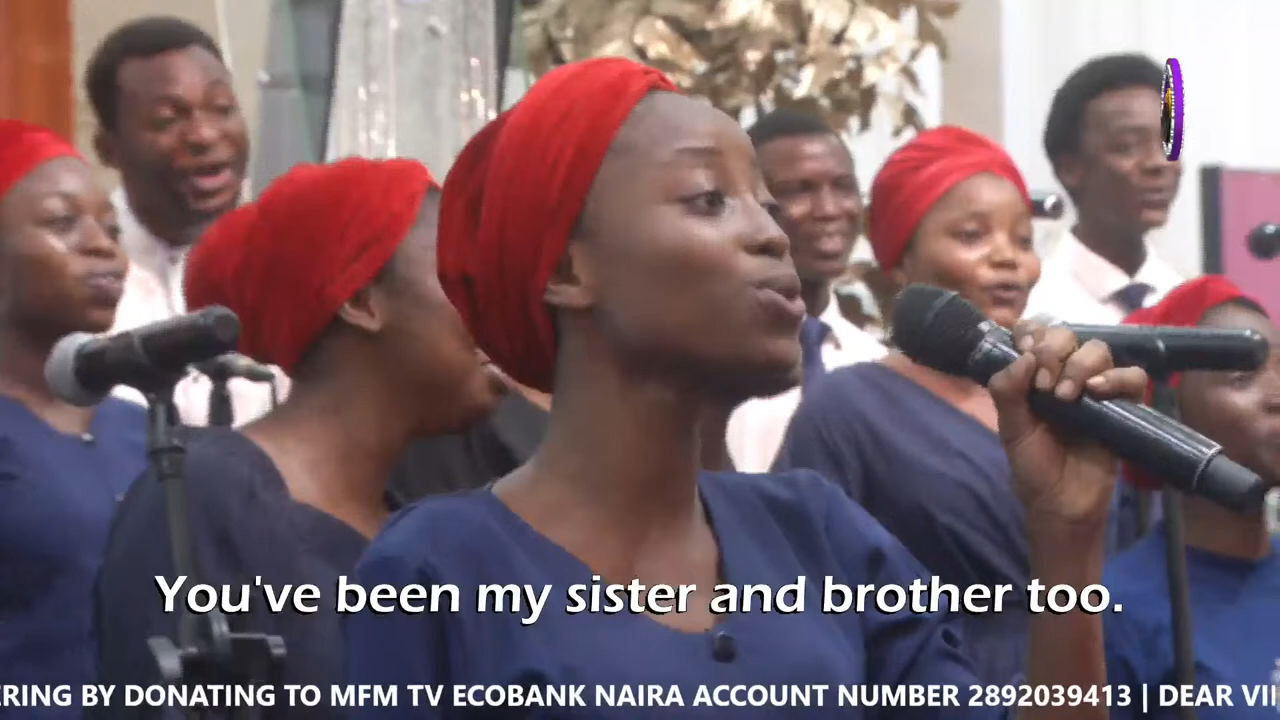 You've been my sister and brother too.
ERING BY DONATING TO MFM TV ECOBANK NAIRA ACCOUNT NUMBER 2892039413 | DEAR